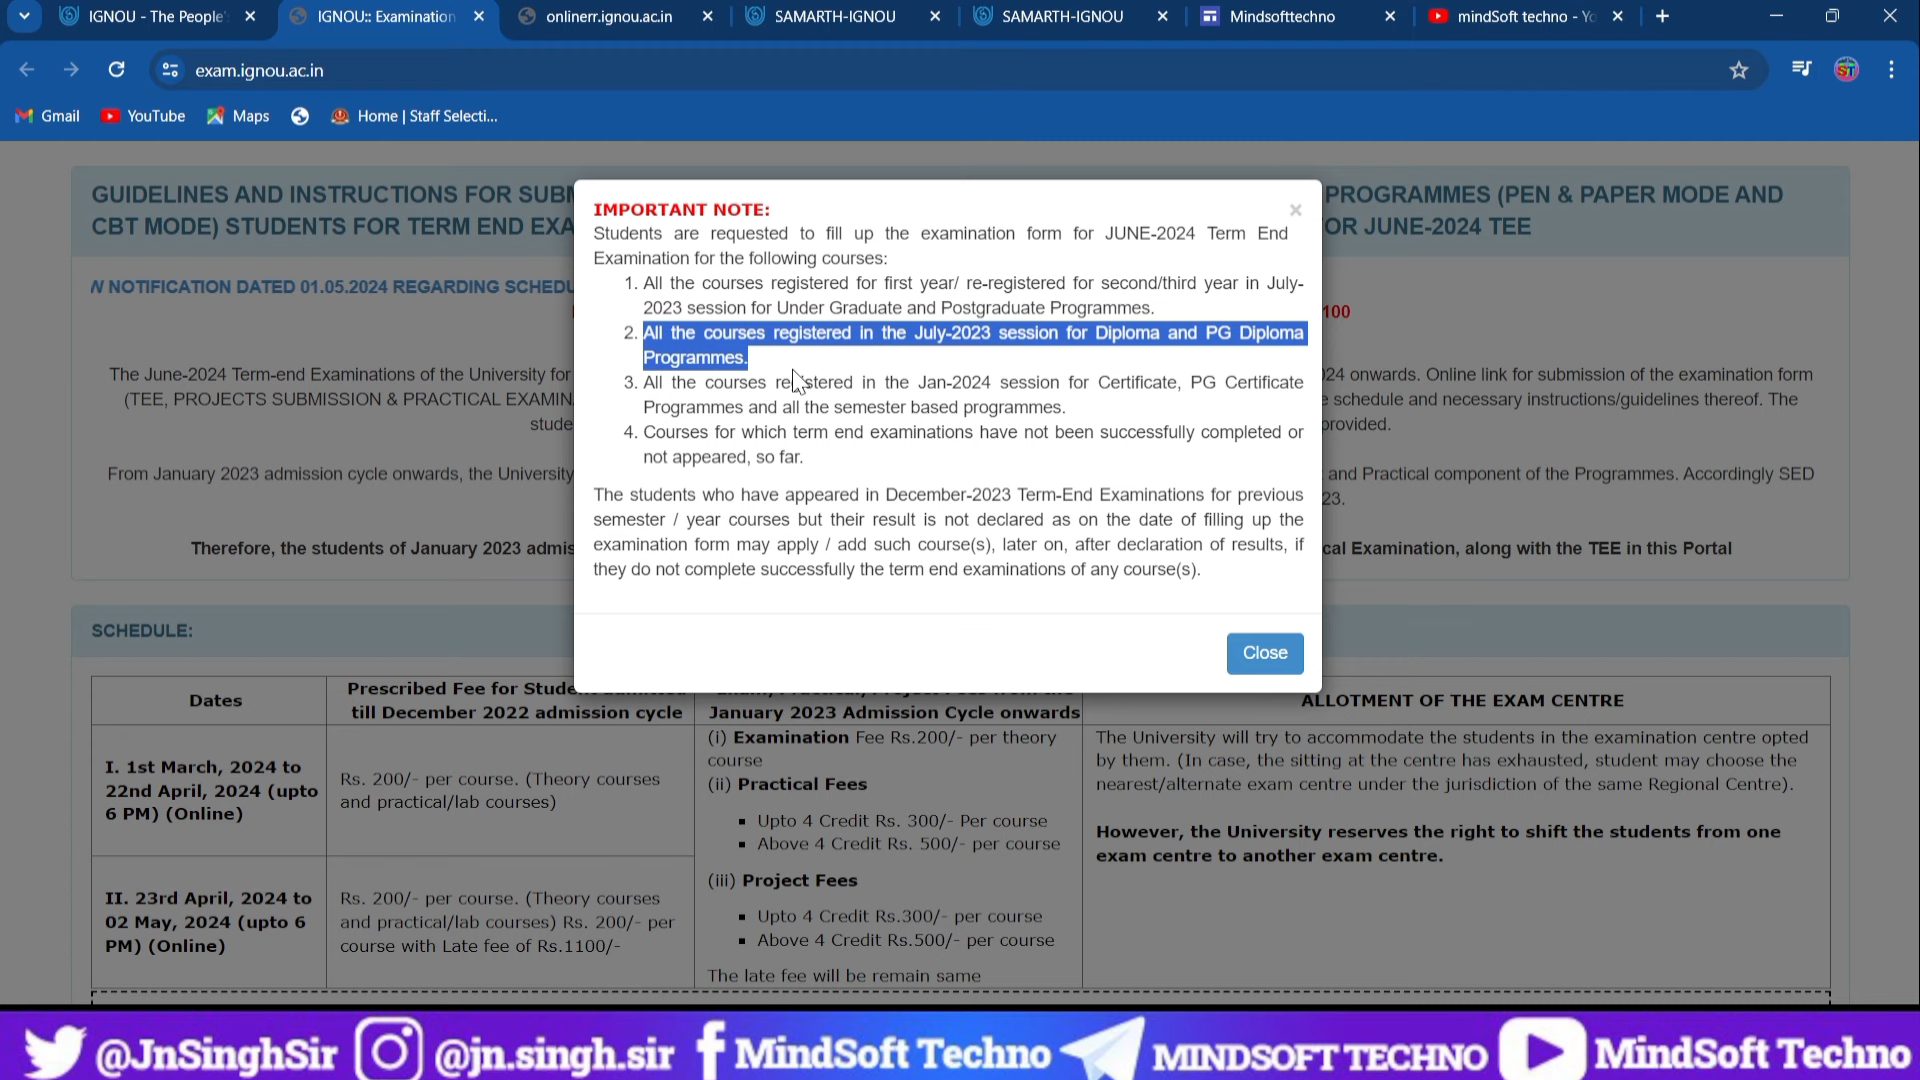 IGNOU - The People'
IGNOU:: Examination
onlinerr.ignou.ac.in
SAMARTH-IGNOU
SAMARTH-IGNOU
Mindsofttechno
mindSoft techno - Yo
exam.ignou.ac.in
Gmail
YouTube
Maps
Home | Staff Selecti...
GUIDELINES AND INSTRUCTIONS FOR SUBM
PROGRAMMES (PEN & PAPER MODE AND
CBT MODE) STUDENTS FOR TERM END EXA
OR JUNE-2024 TEE
W NOTIFICATION DATED 01.05.2024 REGARDING SCHEDU
100
The June-2024 Term-end Examinations of the University for
24 onwards. Online link for submission of the examination form
(TEE, PROJECTS SUBMISSION & PRACTICAL EXAMIN
schedule and necessary instructions/guidelines thereof. The
stude
provided.
From January 2023 admission cycle onwards, the University
and Practical component of the Programmes. Accordingly SED
23.
Therefore, the students of January 2023 admis
cal Examination, along with the TEE in this Portal
IMPORTANT NOTE:
×
Students are requested to fill up the examination form for JUNE-2024 Term End
Examination for the following courses:
1. All the courses registered for first year/ re-registered for second/third year in July-
2023 session for Under Graduate and Postgraduate Programmes.
2. All the courses registered in the July-2023 session for Diploma and PG Diploma
Programmes.
3. All the courses registered in the Jan-2024 session for Certificate, PG Certificate
Programmes and all the semester based programmes.
4. Courses for which term end examinations have not been successfully completed or
not appeared, so far.
The students who have appeared in December-2023 Term-End Examinations for previous
semester / year courses but their result is not declared as on the date of filling up the
examination form may apply / add such course(s), later on, after declaration of results, if
they do not complete successfully the term end examinations of any course(s).
Close
SCHEDULE:
Dates
Prescribed Fee for Student admitted
till December 2022 admission cycle
January 2023 Admission Cycle onwards
ALLOTMENT OF THE EXAM CENTRE
I. 1st March, 2024 to
22nd April, 2024 (upto
6 PM) (Online)
Rs. 200/- per course. (Theory courses
and practical/lab courses)
II. 23rd April, 2024 to
02 May, 2024 (upto 6
PM) (Online)
Rs. 200/- per course. (Theory courses
and practical/lab courses) Rs. 200/- per
course with Late fee of Rs.1100/-
(i) Examination Fee Rs.200/- per theory
course
(ii) Practical Fees
▪ Upto 4 Credit Rs. 300/- Per course
▪ Above 4 Credit Rs. 500/- per course
(iii) Project Fees
▪ Upto 4 Credit Rs.300/- per course
▪ Above 4 Credit Rs.500/- per course
The late fee will be remain same
The University will try to accommodate the students in the examination centre opted
by them. (In case, the sitting at the centre has exhausted, student may choose the
nearest/alternate exam centre under the jurisdiction of the same Regional Centre).
However, the University reserves the right to shift the students from one
exam centre to another exam centre.
@JnSinghSir
@jn.singh.sir
MindSoft Techno
MINDSOFT TECHNO
MindSoft Techno